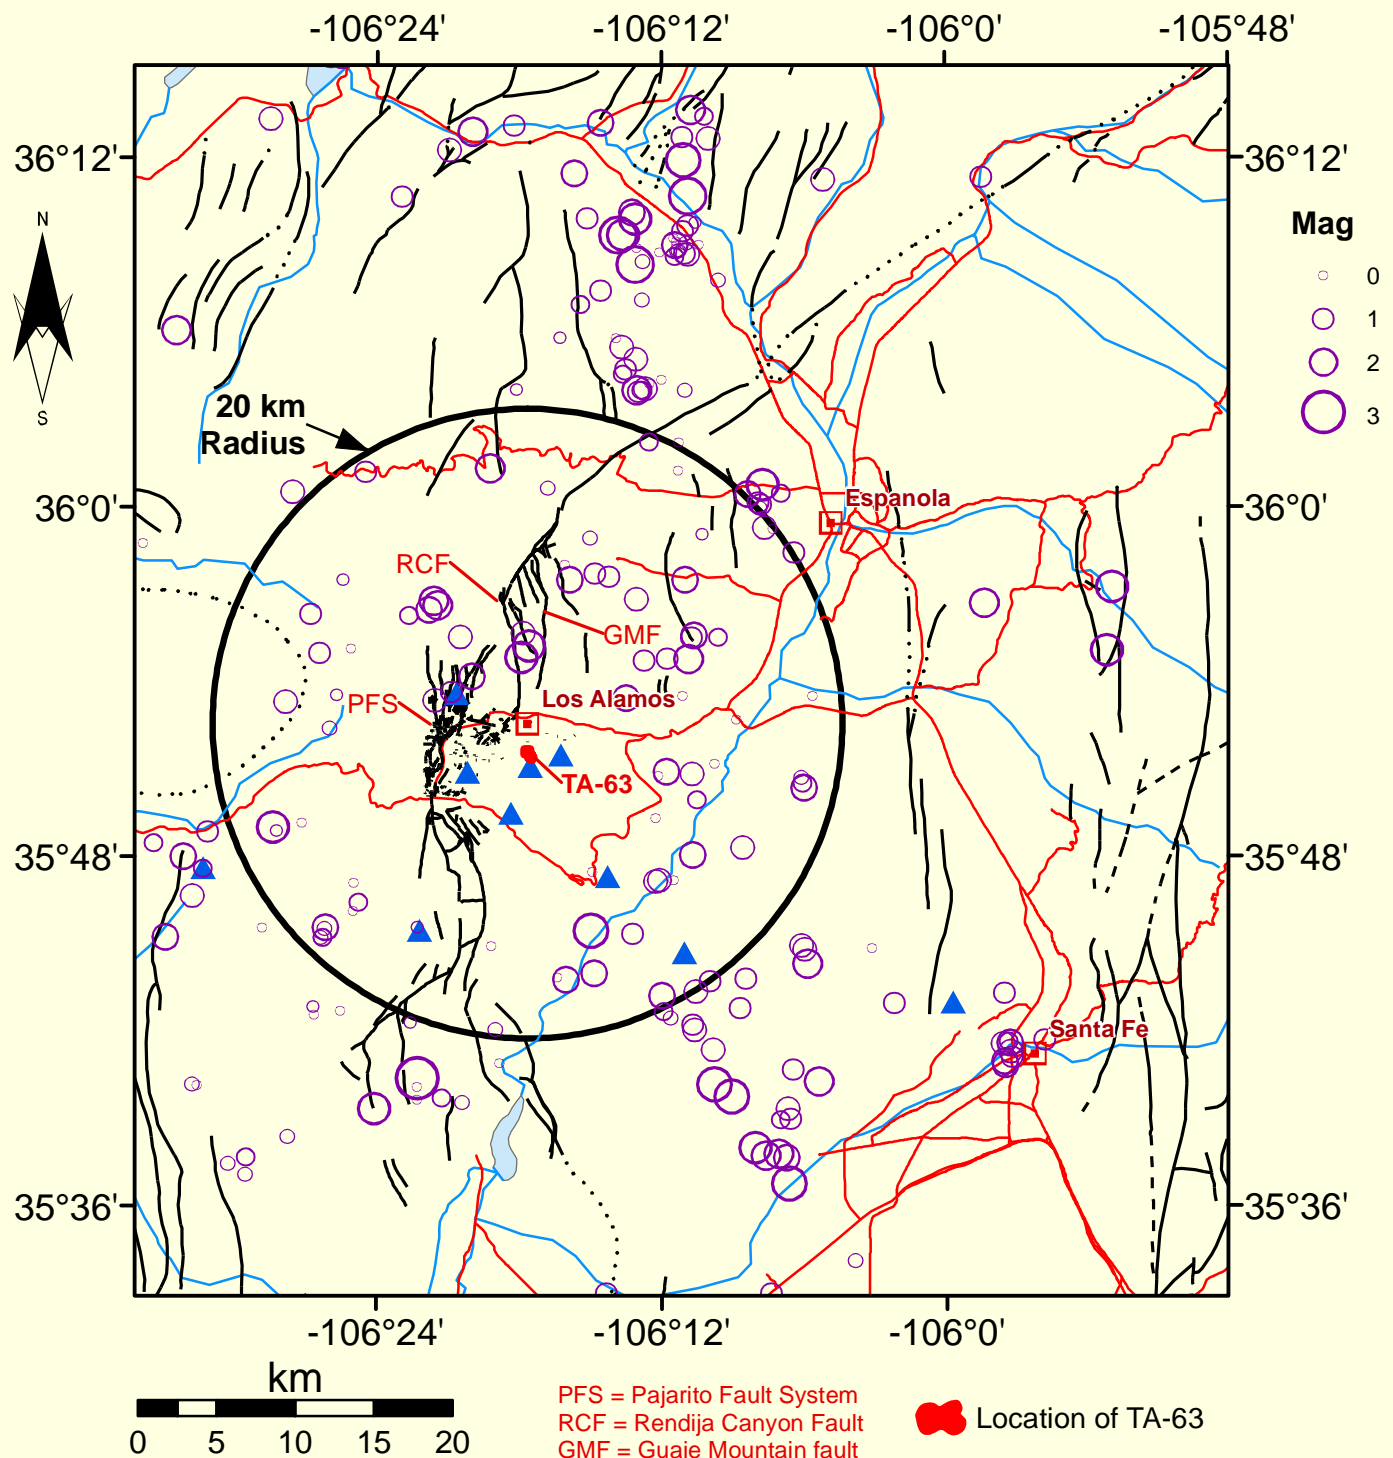 -106°24'
-106°12'
-106°0'
-105°48'
36°12'
36°12'
N
S
Mag
0
1
2
3
20 km
Radius
36°0'
36°0'
Espanola
RCF
GMF
Los Alamos
PFS
TA-63
35°48'
35°48'
Santa Fe
35°36'
35°36'
-106°24'
-106°12'
-106°0'
km
0
5
10
15
20
PFS = Pajarito Fault System
RCF = Rendija Canyon Fault
GMF = Guaje Mountain fault
Location of TA-63